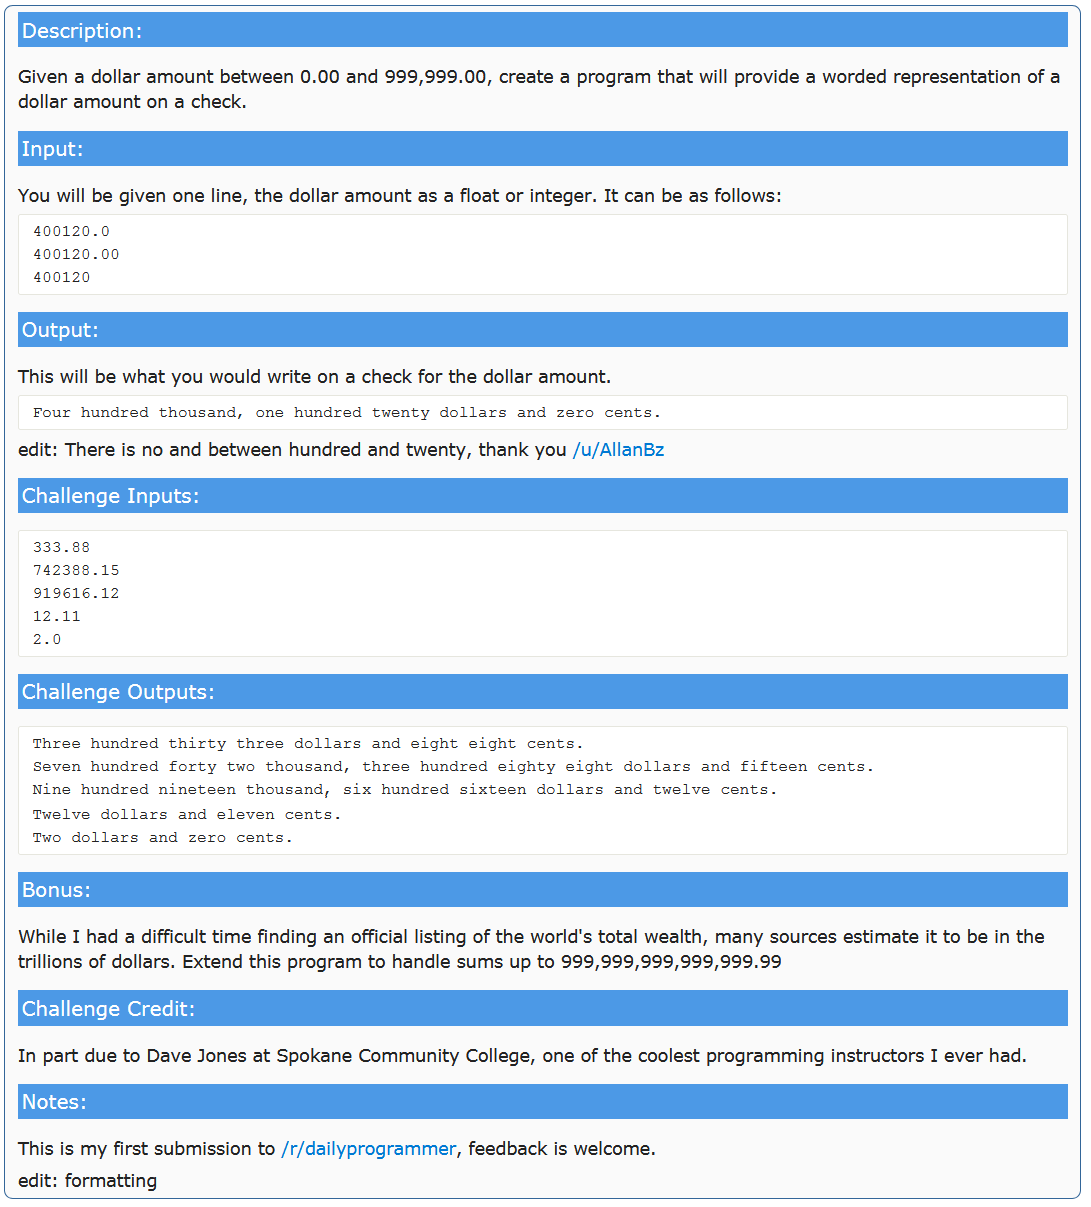 Description:
Given a dollar amount between 0.00 and 999,999.00, create a program that will provide a worded representation of a
dollar amount on a check.
Input:
You will be given one line, the dollar amount as a float or integer. It can be as follows:
400120.0
400120.00
400120
Output:
This will be what you would write on a check for the dollar amount.
Four hundred thousand, one hundred twenty dollars and zero cents.
edit: There is no and between hundred and twenty, thank you /u/AllanBz
Challenge Inputs:
333.88
742388.15
919616.12
12.11
2.0
Challenge Outputs:
Three hundred thirty three dollars and eight eight cents.
Seven hundred forty two thousand, three hundred eighty eight dollars and fifteen cents.
Nine hundred nineteen thousand, six hundred sixteen dollars and twelve cents.
Twelve dollars and eleven cents.
Two dollars and zero cents.
Bonus:
While I had a difficult time finding an official listing of the world's total wealth, many sources estimate it to be in the
trillions of dollars. Extend this program to handle sums up to 999,999,999,999,999.99
Challenge Credit:
In part due to Dave Jones at Spokane Community College, one of the coolest programming instructors I ever had.
Notes:
This is my first submission to /r/dailyprogrammer, feedback is welcome.
edit: formatting